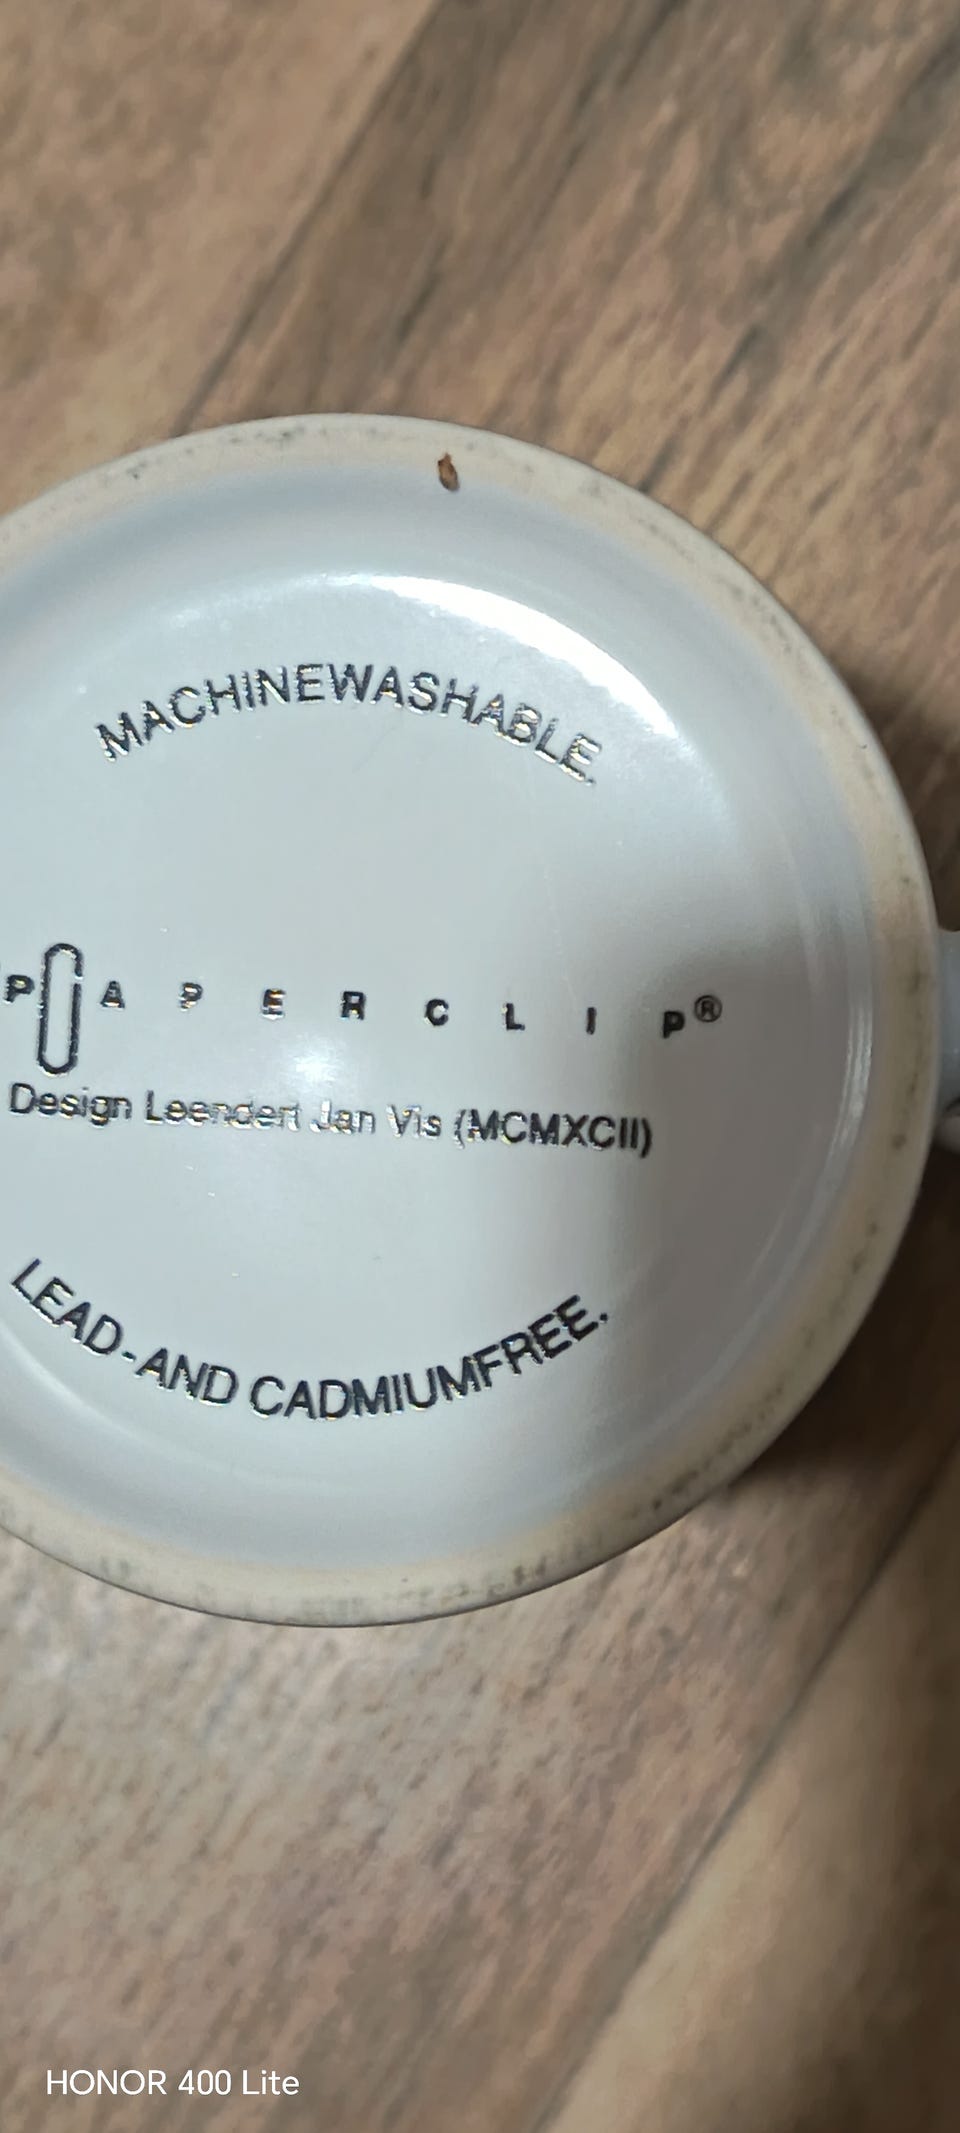 MACHINEWASHABLE.
PAPERCLIP®
Design Leendert Jan Vis (MCMXCII)
LEAD-AND CADMIUMFREE.
HONOR 400 Lite